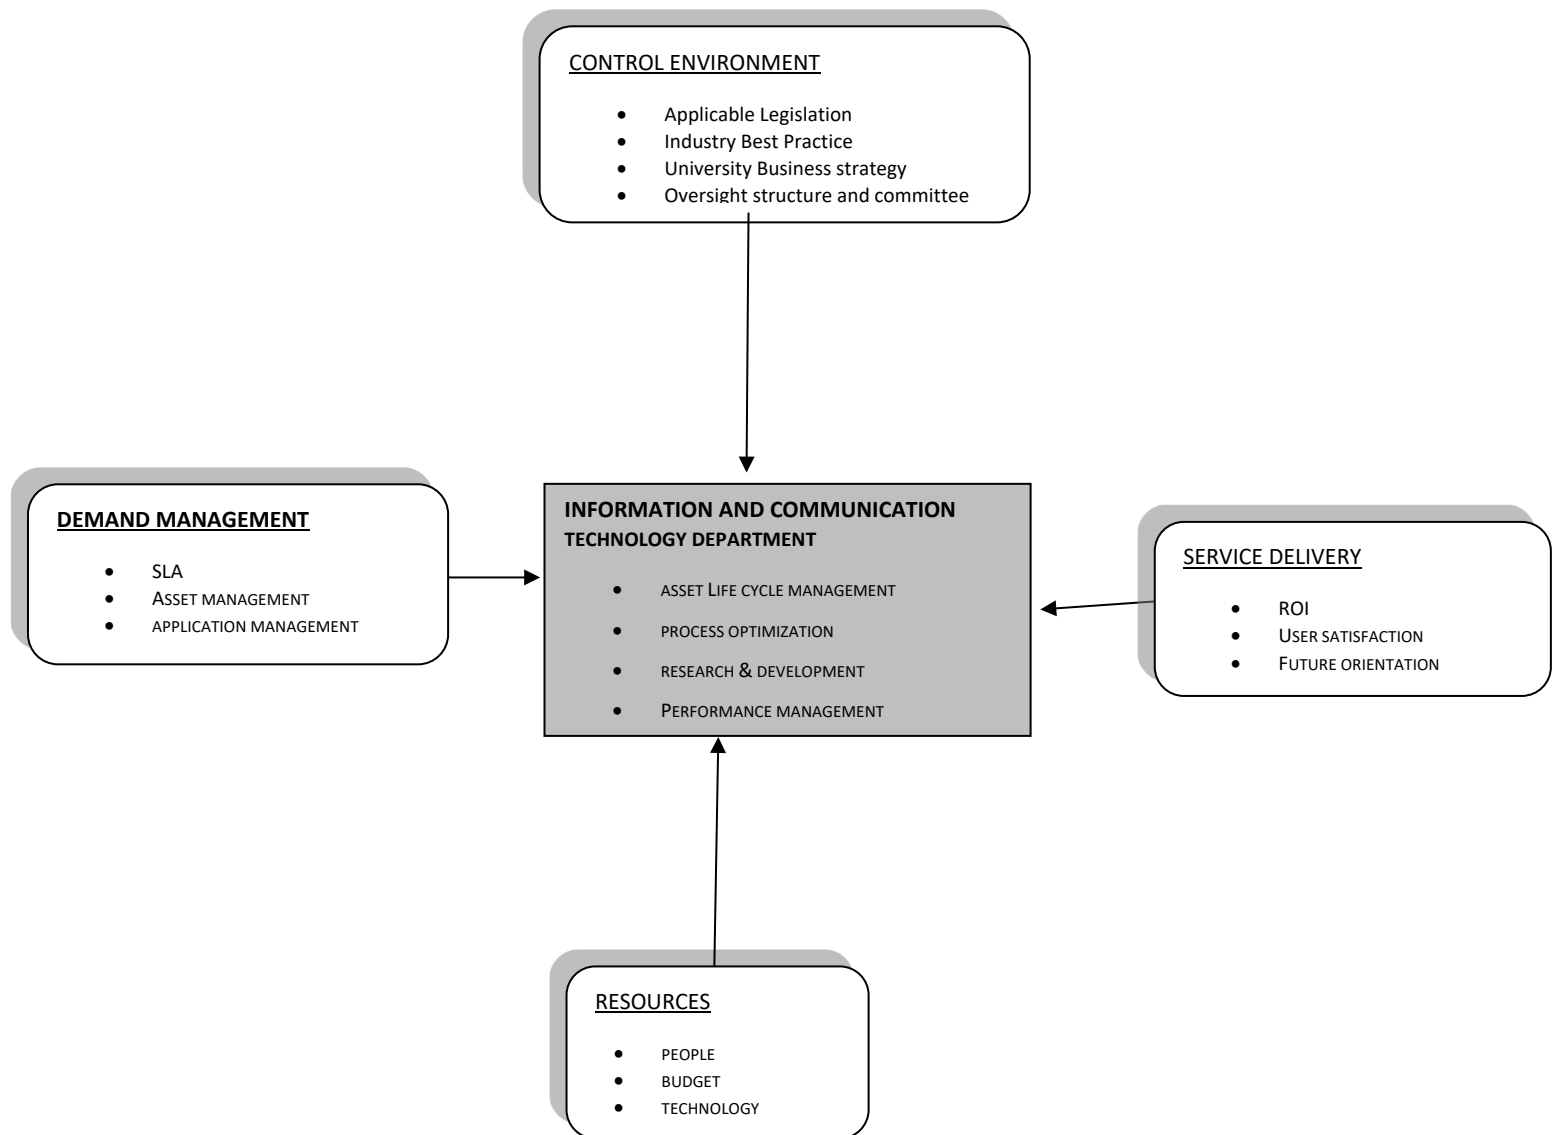 CONTROL ENVIRONMENT
• Applicable Legislation
• Industry Best Practice
• University Business strategy
• Oversight structure and committee
DEMAND MANAGEMENT
• SLA
• ASSET MANAGEMENT
• APPLICATION MANAGEMENT
INFORMATION AND COMMUNICATION
TECHNOLOGY DEPARTMENT
• ASSET LIFE CYCLE MANAGEMENT
• PROCESS OPTIMIZATION
• RESEARCH & DEVELOPMENT
• PERFORMANCE MANAGEMENT
SERVICE DELIVERY
• ROI
• USER SATISFACTION
• FUTURE ORIENTATION
RESOURCES
• PEOPLE
• BUDGET
• TECHNOLOGY